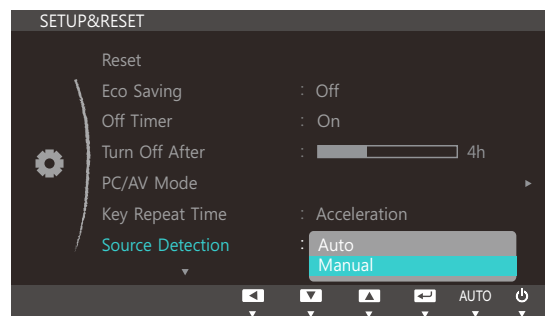 SETUP&RESET
Reset
Eco Saving : Off
Off Timer : On
Turn Off After : 4h
PC/AV Mode
Key Repeat Time : Acceleration
Source Detection : Auto
Manual
AUTO